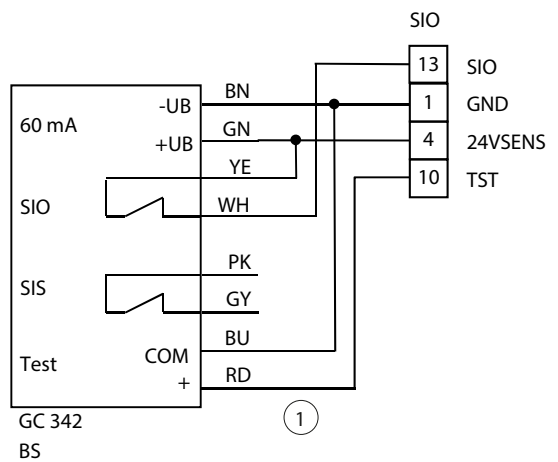 SIO
13 SIO
-UB BN 1 GND
60 mA
+UB GN 4 24VSENS
YE 10 TST
SIO WH
PK
SIS GY
BU
Test COM
+ RD
1
GC 342
BS